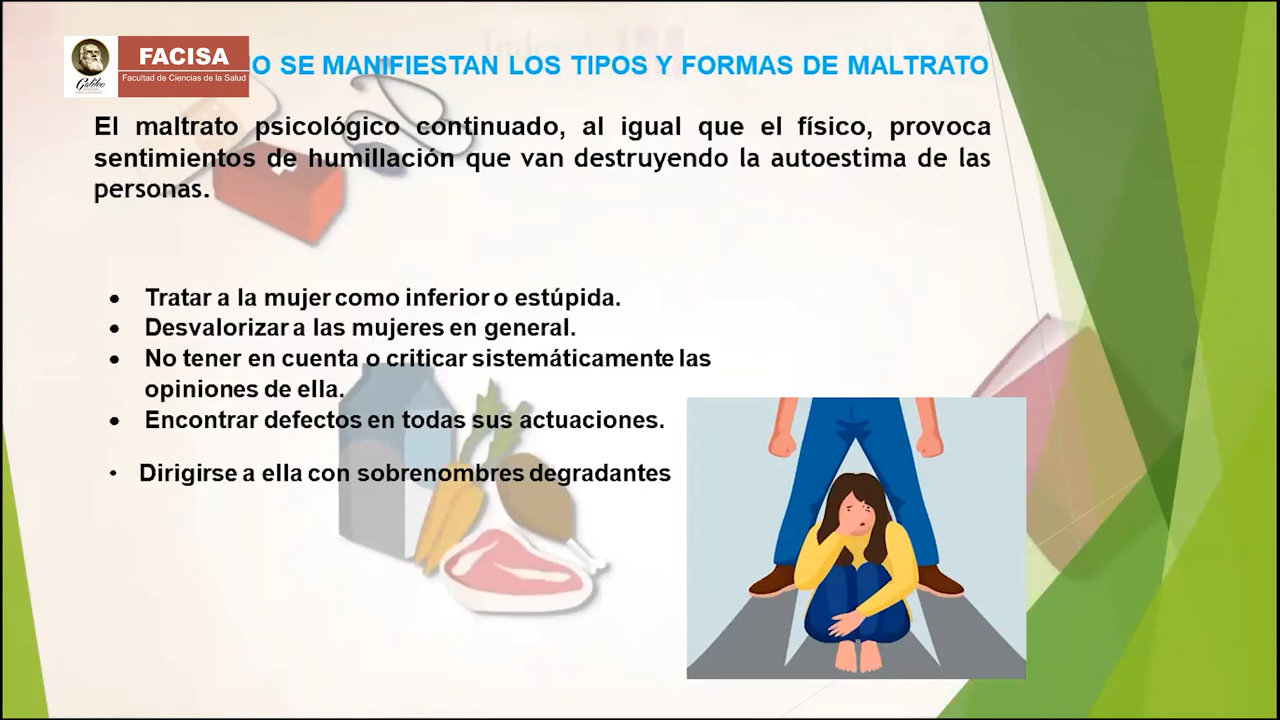 FACISA
Facultad de Ciencias de la Salud
Galileo
O SE MANIFIESTAN LOS TIPOS Y FORMAS DE MALTRATO
El maltrato psicológico continuado, al igual que el físico, provoca
sentimientos de humillación que van destruyendo la autoestima de las
personas.
• Tratar a la mujer como inferior o estúpida.
• Desvalorizar a las mujeres en general.
• No tener en cuenta o criticar sistemáticamente las
opiniones de ella.
• Encontrar defectos en todas sus actuaciones.
• Dirigirse a ella con sobrenombres degradantes